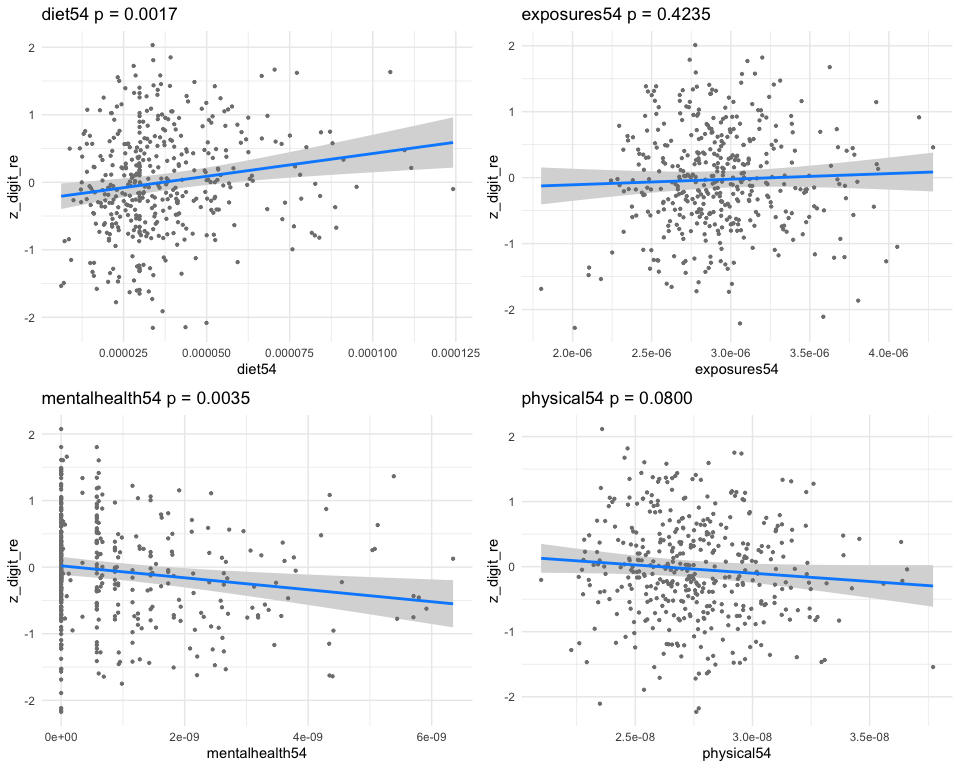 diet54 p = 0.0017
2
1
0
-1
-2
z_digit_re
0.000025 0.000050 0.000075 0.000100 0.000125
diet54
exposures54 p = 0.4235
2
1
0
-1
-2
z_digit_re
2.0e-06 2.5e-06 3.0e-06 3.5e-06 4.0e-06
exposures54
mentalhealth54 p = 0.0035
2
1
0
-1
-2
z_digit_re
0e+00 2e-09 4e-09 6e-09
mentalhealth54
physical54 p = 0.0800
2
1
0
-1
-2
z_digit_re
2.5e-08 3.0e-08 3.5e-08
physical54